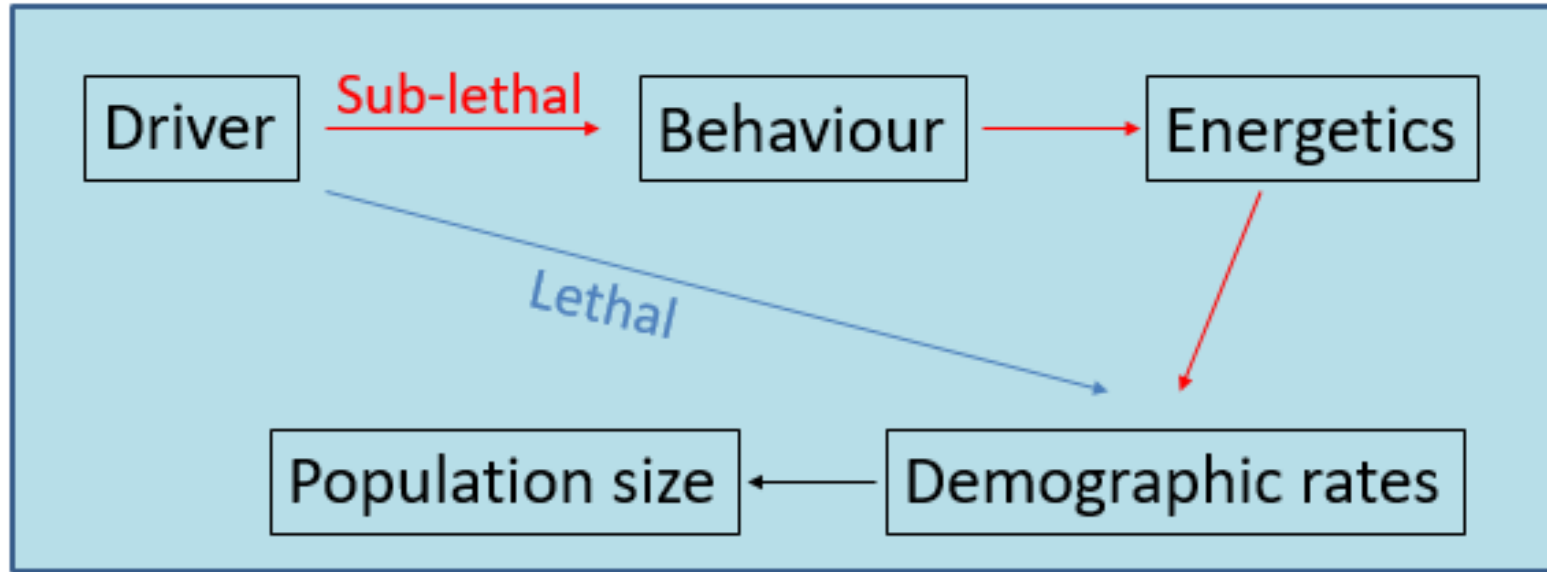 Driver
Sub-lethal
Behaviour
Energetics
Lethal
Population size
Demographic rates